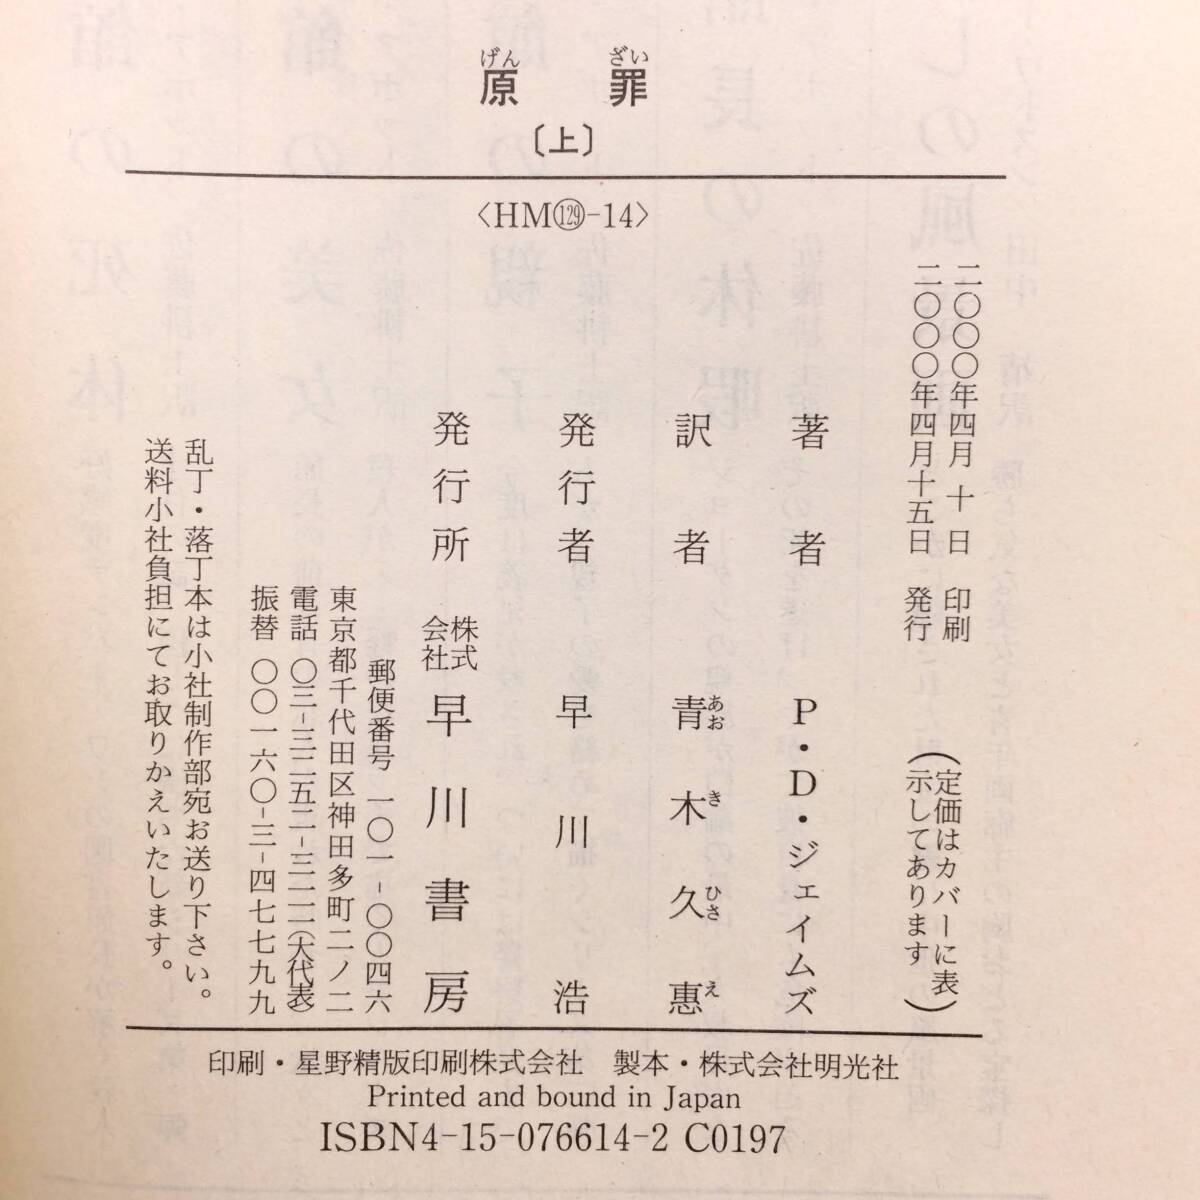 原罪
げんざい
〔上〕
〈HM129-14〉
二〇〇〇年四月十日 印刷
二〇〇〇年四月十五日 発行
(定価はカバーに表
示してあります)
著者 P・D・ジェイムズ
訳者 青木久惠
あおきひさえ
発行者 早川浩
発行所 株式会社 早川書房
郵便番号 一〇一-〇〇四六
東京都千代田区神田多町二ノ二
電話 〇三-三二五二-三一一一(大代表)
振替 〇〇一六〇-三-四七七九九
乱丁・落丁本は小社制作部宛お送り下さい。
送料小社負担にてお取りかえいたします。
印刷・星野精版印刷株式会社 製本・株式会社明光社
Printed and bound in Japan
ISBN4-15-076614-2 C0197